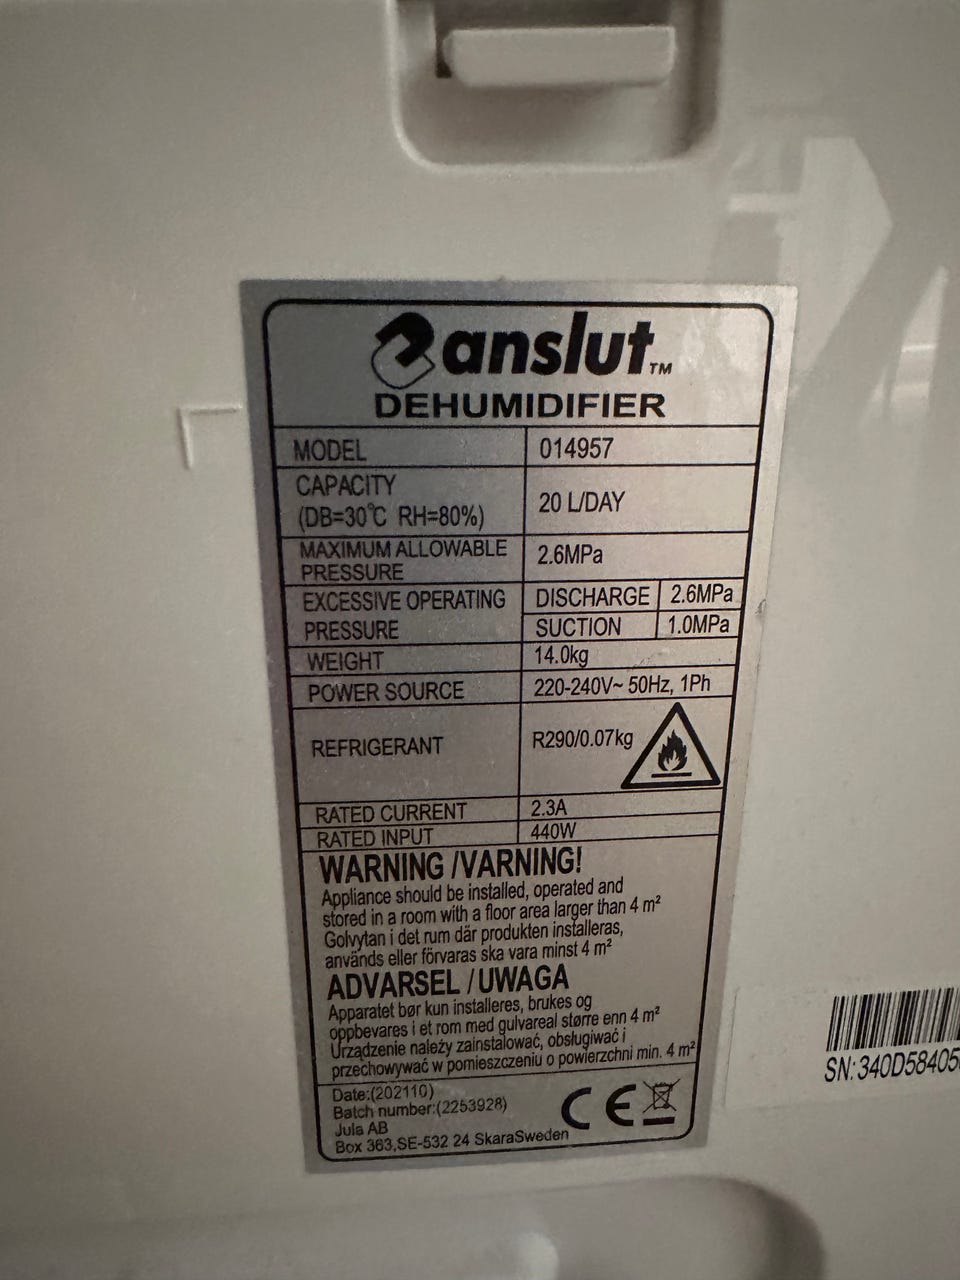 anslut™
DEHUMIDIFIER
MODEL 014957
CAPACITY
(DB=30℃ RH=80%) 20 L/DAY
MAXIMUM ALLOWABLE
PRESSURE 2.6MPa
EXCESSIVE OPERATING
PRESSURE
DISCHARGE 2.6MPa
SUCTION 1.0MPa
WEIGHT 14.0kg
POWER SOURCE 220-240V~ 50Hz, 1Ph
REFRIGERANT R290/0.07kg
RATED CURRENT 2.3A
RATED INPUT 440W
WARNING /VARNING!
Appliance should be installed, operated and
stored in a room with a floor area larger than 4 m²
Golvytan i det rum där produkten installeras,
används eller förvaras ska vara minst 4 m²
ADVARSEL / UWAGA
Apparatet bør kun installeres, brukes og
oppbevares i et rom med gulvareal større enn 4 m²
Urządzenie należy zainstalować, obsługiwać i
przechowywać w pomieszczeniu o powierzchni min. 4 m²
Date:(202110)
Batch number:(2253928)
Jula AB
Box 363,SE-532 24 SkaraSweden
CE
SN:340D58405